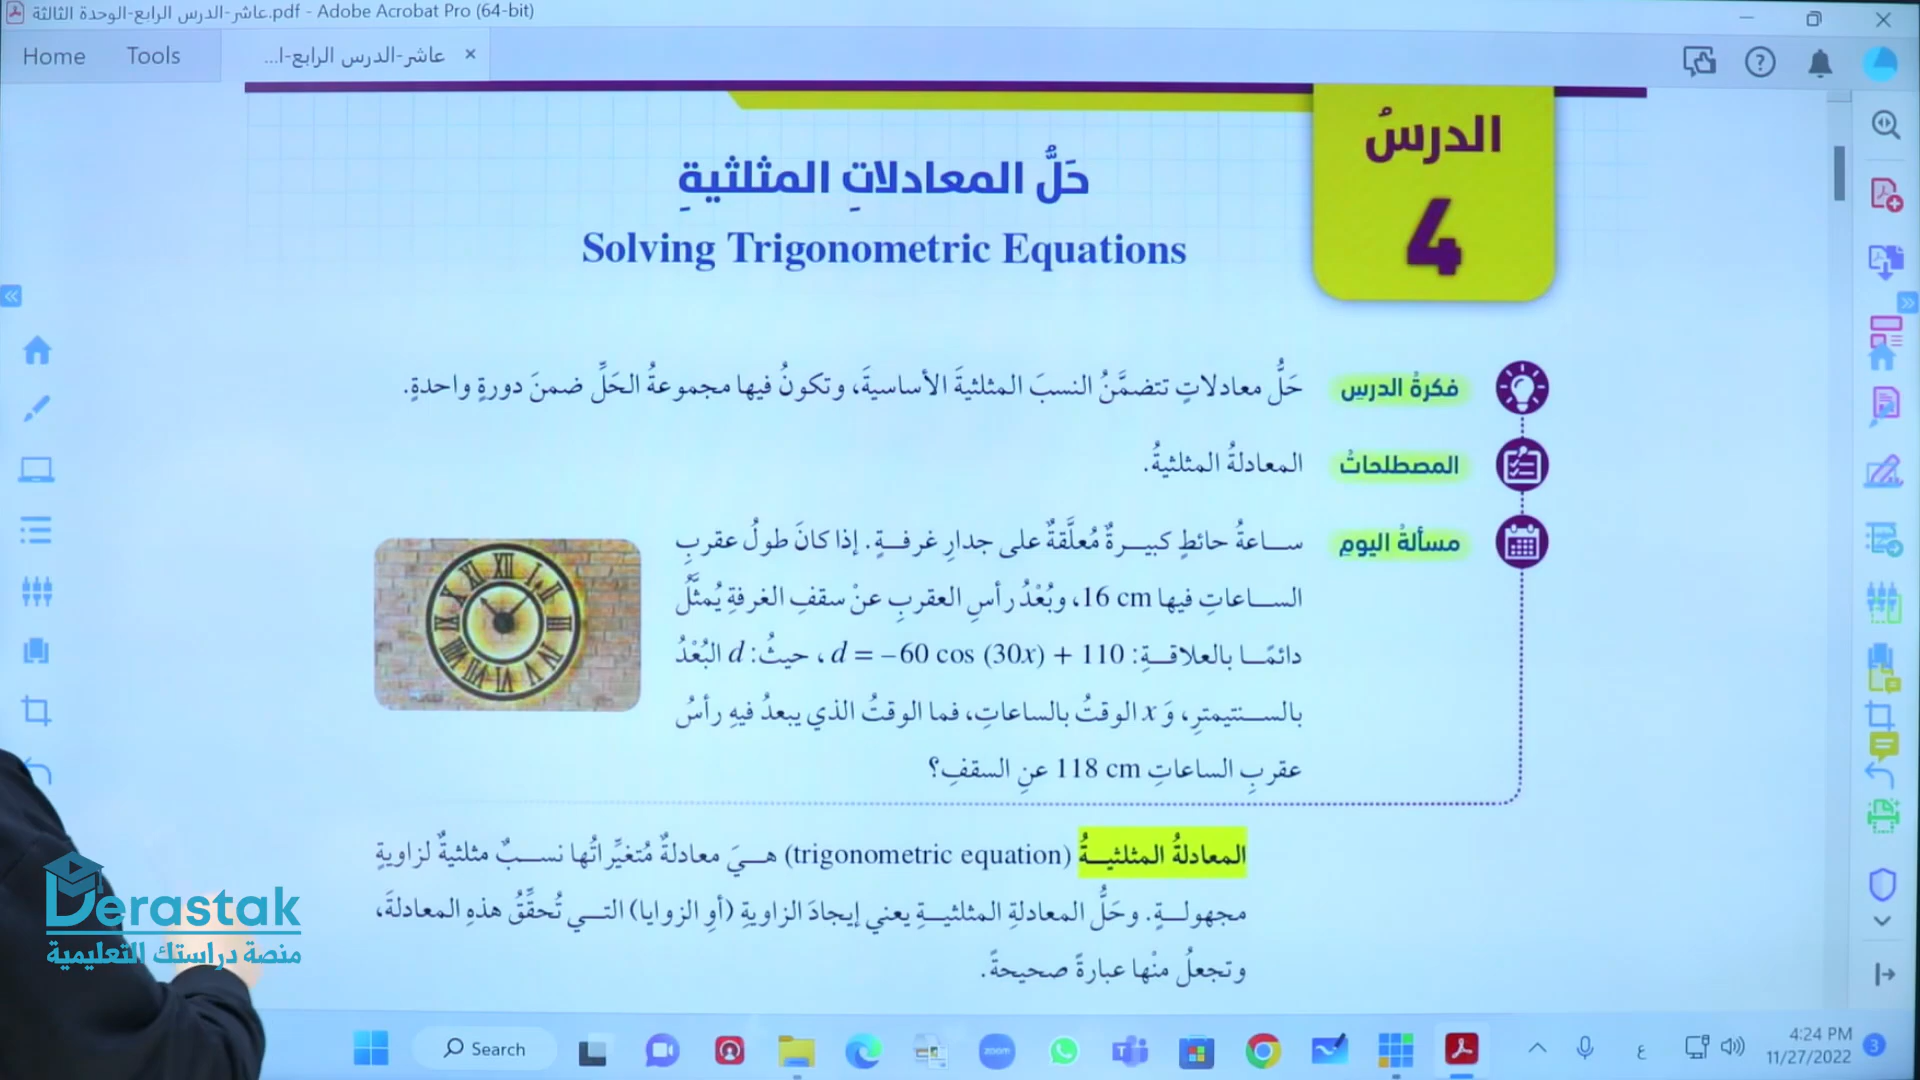 عاشر-الدرس الرابع-الوحدة الثالثة.pdf - Adobe Acrobat Pro (64-bit)
Home Tools عاشر-الدرس الرابع-ا... ×
الدرسُ
4
حَلُّ المعادلاتِ المثلثيةِ
Solving Trigonometric Equations
فكرةُ الدرسِ
حَلُّ معادلاتٍ تتضمَّنُ النسبَ المثلثيةَ الأساسيةَ، وتكونُ فيها مجموعةُ الحَلِّ ضمنَ دورةٍ واحدةٍ.
المصطلحاتُ
المعادلةُ المثلثيةُ.
مسألةُ اليومِ
ساعةُ حائطٍ كبيرةٌ مُعلَّقةٌ على جدارِ غرفةٍ. إذا كانَ طولُ عقربِ
الساعاتِ فيها 16 cm، وبُعْدُ رأسِ العقربِ عنْ سقفِ الغرفةِ يُمثَّلُ
دائمًا بالعلاقةِ: d = −60 cos (30x) + 110، حيثُ: d البُعْدُ
بالسنتيمترِ، وَ x الوقتُ بالساعاتِ، فما الوقتُ الذي يبعدُ فيهِ رأسُ
عقربِ الساعاتِ 118 cm عنِ السقفِ؟
المعادلةُ المثلثيةُ (trigonometric equation) هيَ معادلةٌ مُتغيِّراتُها نسبٌ مثلثيةٌ لزاويةٍ
مجهولةٍ. وحَلُّ المعادلةِ المثلثيةِ يعني إيجادَ الزاويةِ (أوِ الزوايا) التي تُحقِّقُ هذهِ المعادلةَ،
وتجعلُ منْها عبارةً صحيحةً.
Derastak
منصة دراستك التعليمية
Search
zoom
ع
4:24 PM
11/27/2022
3